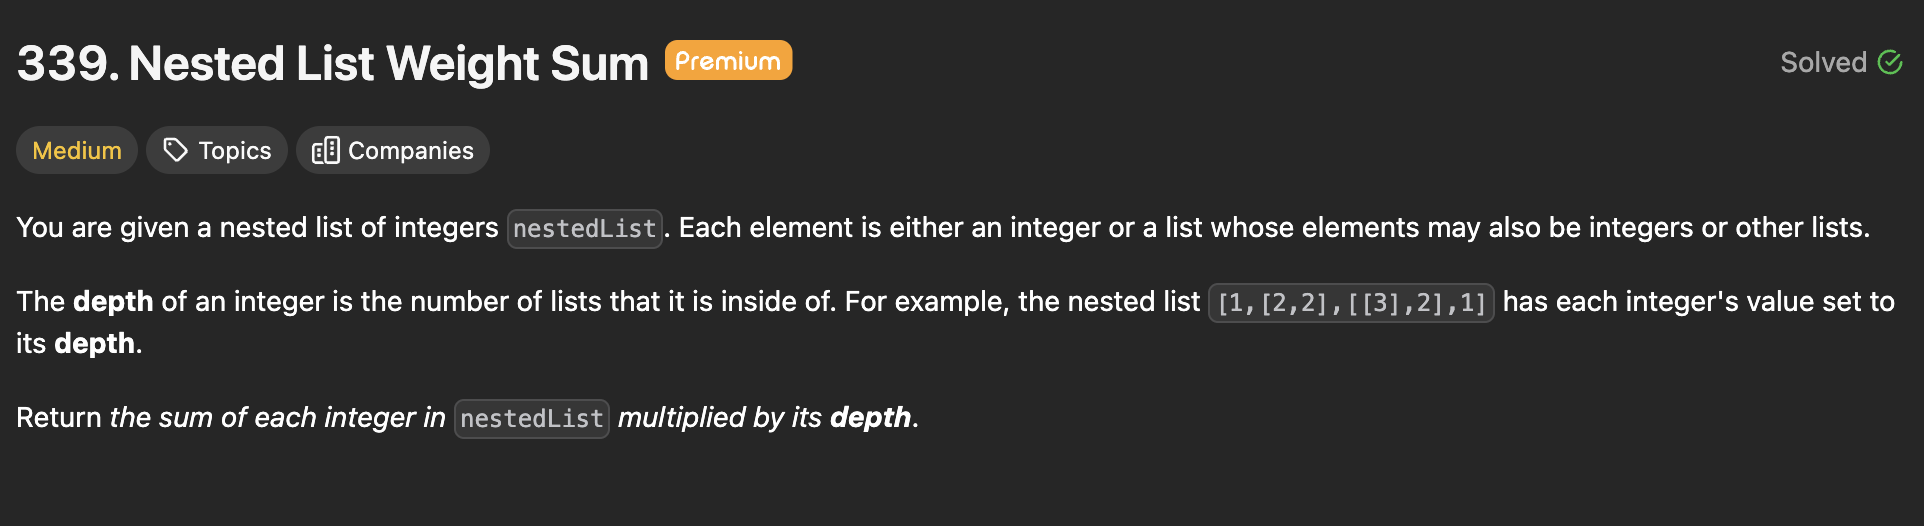 339. Nested List Weight Sum Premium Solved
Medium Topics Companies
You are given a nested list of integers nestedList. Each element is either an integer or a list whose elements may also be integers or other lists.
The depth of an integer is the number of lists that it is inside of. For example, the nested list [1,[2,2],[[3],2],1] has each integer's value set to
its depth.
Return the sum of each integer in nestedList multiplied by its depth.